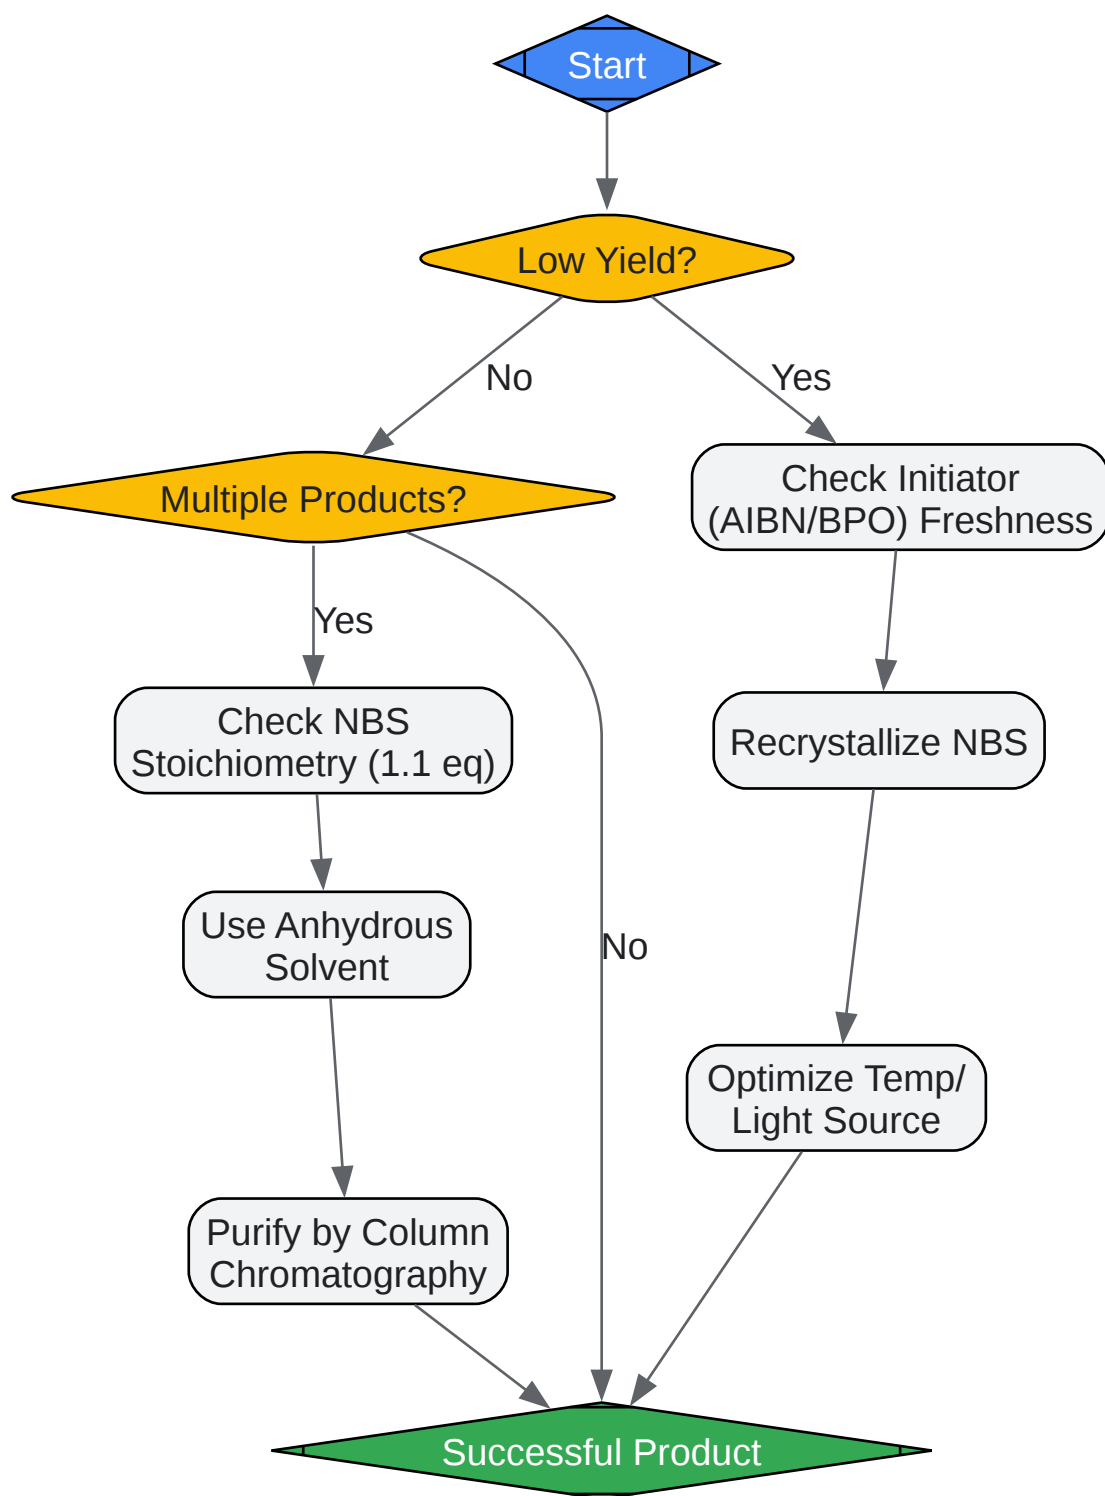 Start
Low Yield?
No
Yes
Multiple Products?
Check Initiator
(AIBN/BPO) Freshness
Yes
Check NBS
Stoichiometry (1.1 eq)
Recrystallize NBS
Use Anhydrous
Solvent
No
Optimize Temp/
Light Source
Purify by Column
Chromatography
Successful Product